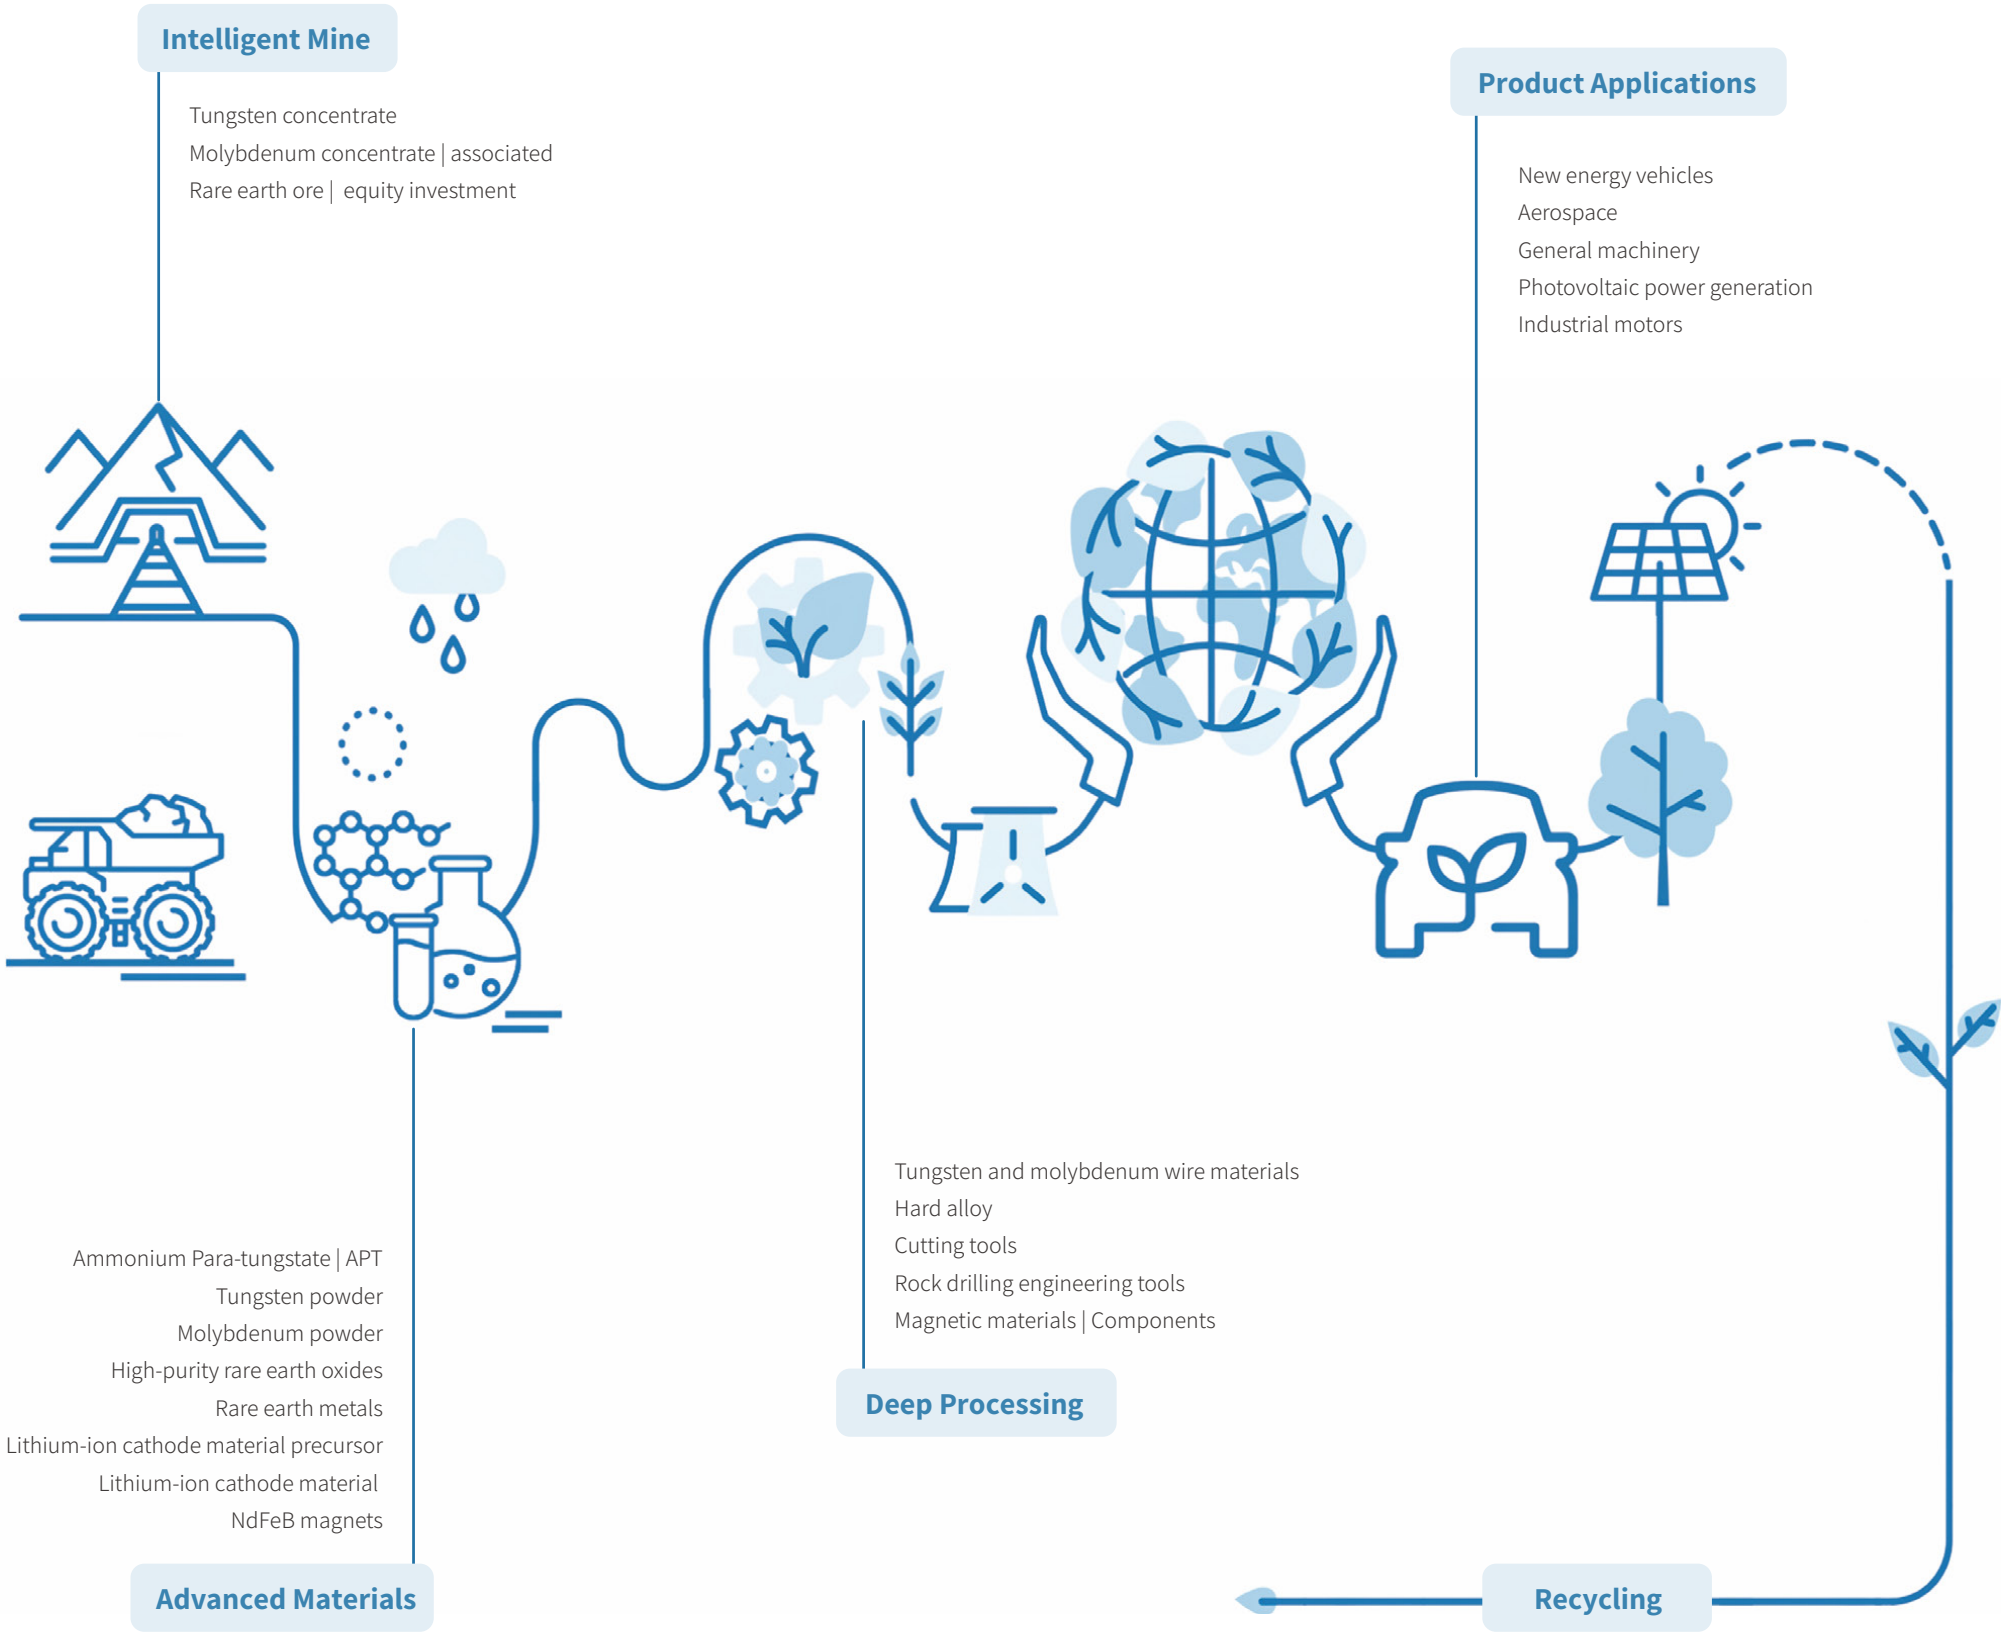 Intelligent Mine
Tungsten concentrate
Molybdenum concentrate | associated
Rare earth ore | equity investment
Product Applications
New energy vehicles
Aerospace
General machinery
Photovoltaic power generation
Industrial motors
Tungsten and molybdenum wire materials
Hard alloy
Cutting tools
Rock drilling engineering tools
Magnetic materials | Components
Deep Processing
Ammonium Para-tungstate | APT
Tungsten powder
Molybdenum powder
High-purity rare earth oxides
Rare earth metals
Lithium-ion cathode material precursor
Lithium-ion cathode material
NdFeB magnets
Advanced Materials
Recycling